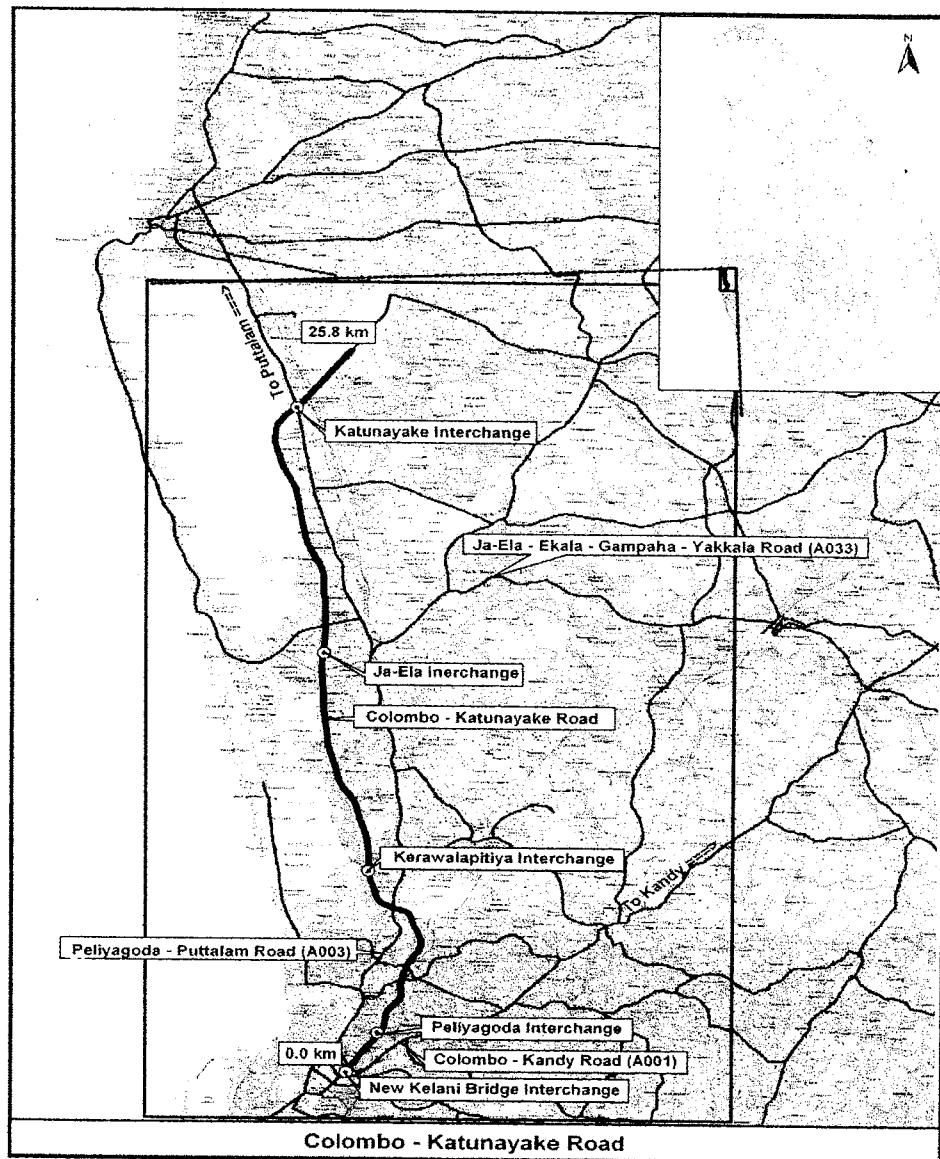 N
To Puttalam
25.8 km
Katunayake Interchange
Ja-Ela - Ekala - Gampaha - Yakkala Road (A033)
Ja-Ela Inerchange
Colombo - Katunayake Road
Kerawalapitiya Interchange
To Kandy
Peliyagoda - Puttalam Road (A003)
Peliyagoda Interchange
0.0 km
Colombo - Kandy Road (A001)
New Kelani Bridge Interchange
Colombo - Katunayake Road